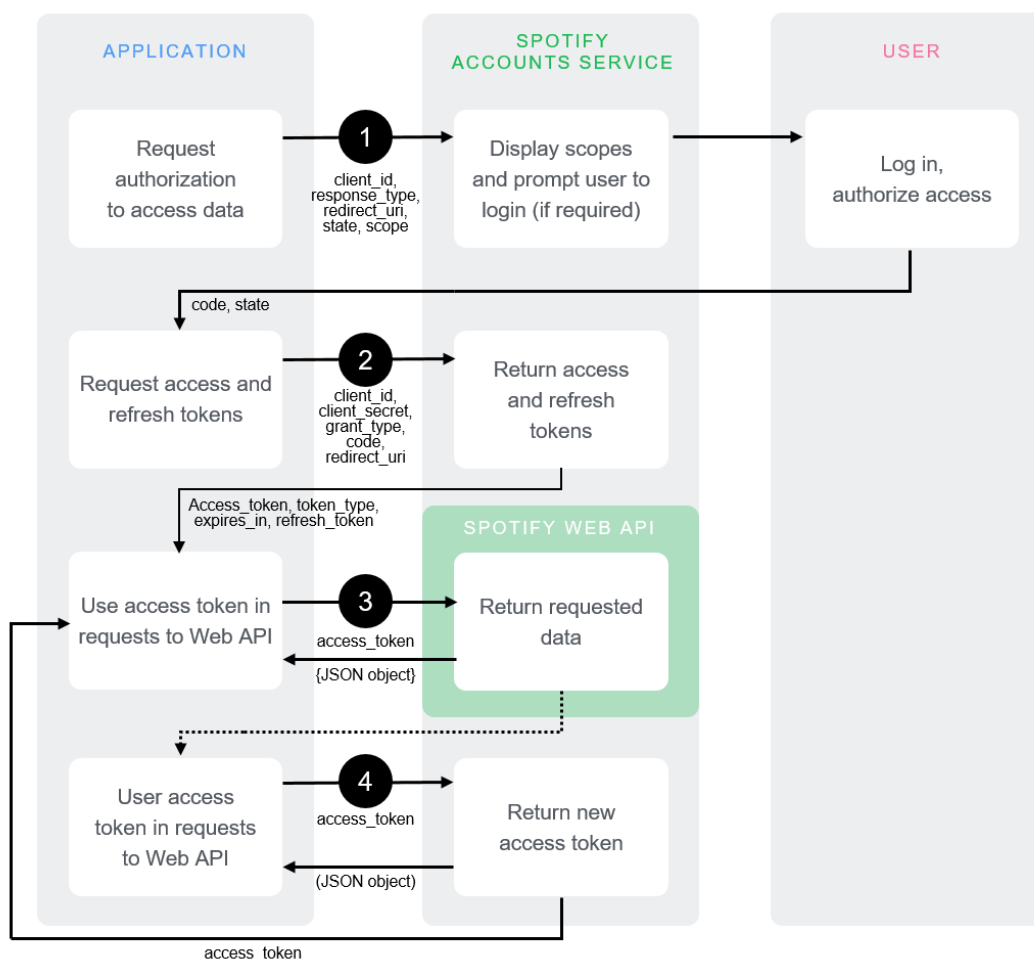 APPLICATION
SPOTIFY
ACCOUNTS SERVICE
USER
Request
authorization
to access data
1
client_id,
response_type,
redirect_uri,
state, scope
Display scopes
and prompt user to
login (if required)
Log in,
authorize access
code, state
Request access and
refresh tokens
2
client_id,
client_secret,
grant_type,
code,
redirect_uri
Return access
and refresh
tokens
Access_token, token_type,
expires_in, refresh_token
SPOTIFY WEB API
Use access token in
requests to Web API
3
access_token
{JSON object}
Return requested
data
User access
token in requests
to Web API
4
access_token
(JSON object)
Return new
access token
access_token